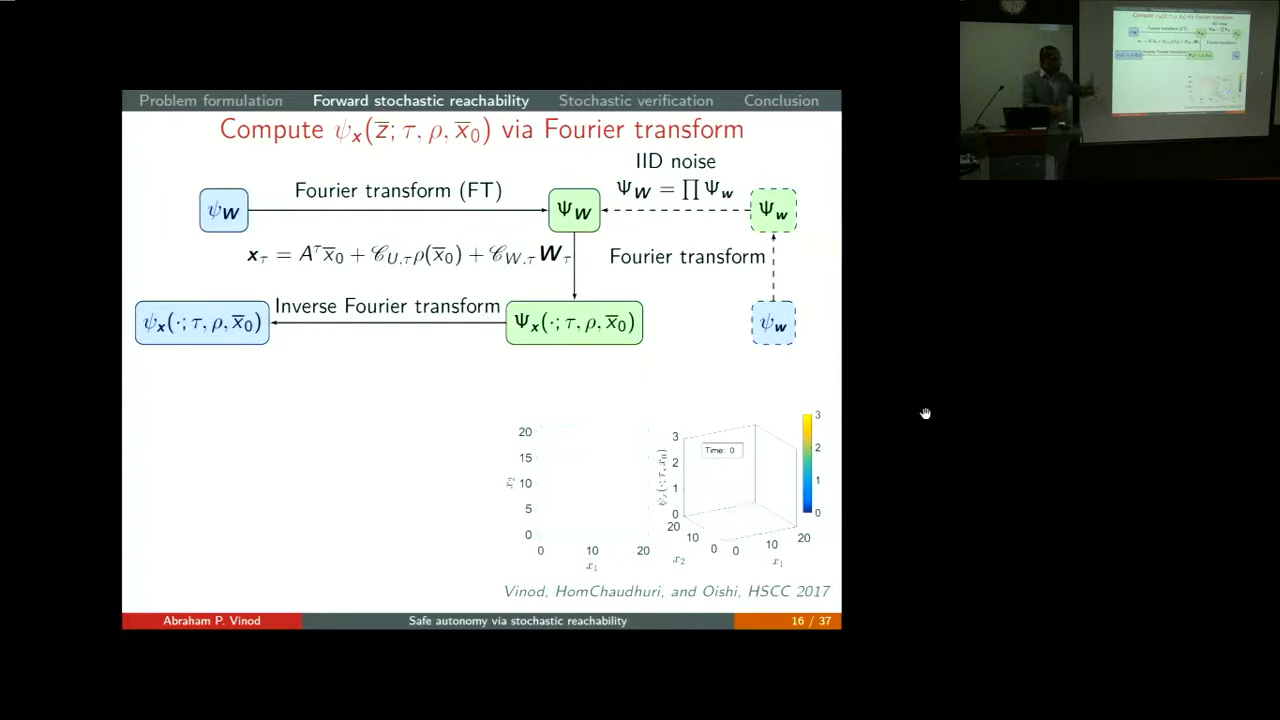 Problem formulation Forward stochastic reachability Stochastic verification Conclusion
Compute ψ𝒙(z̅; τ, ρ, x̅₀) via Fourier transform
IID noise
Ψ𝑾 = ∏ Ψ𝒘
Fourier transform (FT)
ψ𝑾
Ψ𝑾
Ψ𝒘
𝒙τ = A^τ x̅₀ + 𝒞U,τ ρ(x̅₀) + 𝒞W,τ 𝑾τ
Fourier transform
Inverse Fourier transform
ψ𝒙(·; τ, ρ, x̅₀)
Ψ𝒙(·; τ, ρ, x̅₀)
ψ𝒘
20
15
10
5
0
x₂
0 10 20
x₁
ψx(·; τ, x̅₀)
3
2
1
0
Time: 0
20
10
0
x₂
0
10
20
x₁
3
2
1
0
Vinod, HomChaudhuri, and Oishi, HSCC 2017
Abraham P. Vinod Safe autonomy via stochastic reachability 16 / 37